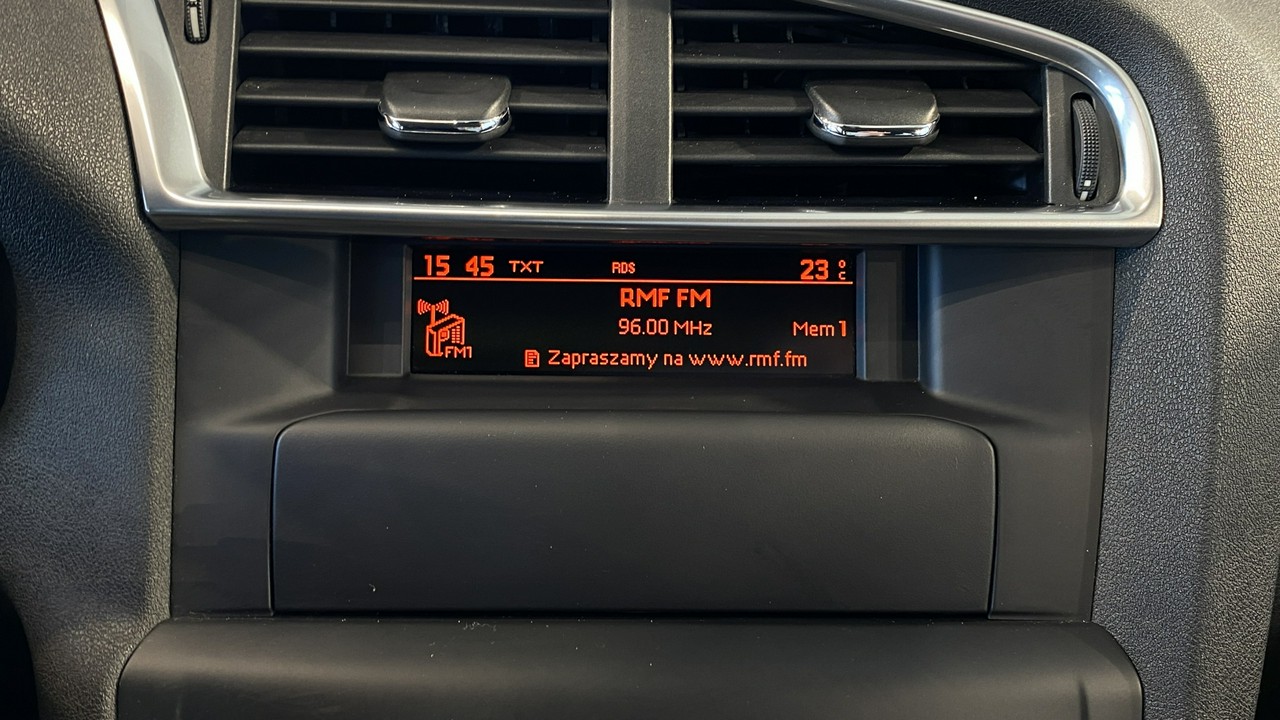 15 45 TXT RDS 23 °C
RMF FM
96.00 MHz Mem 1
FM1
Zapraszamy na www.rmf.fm